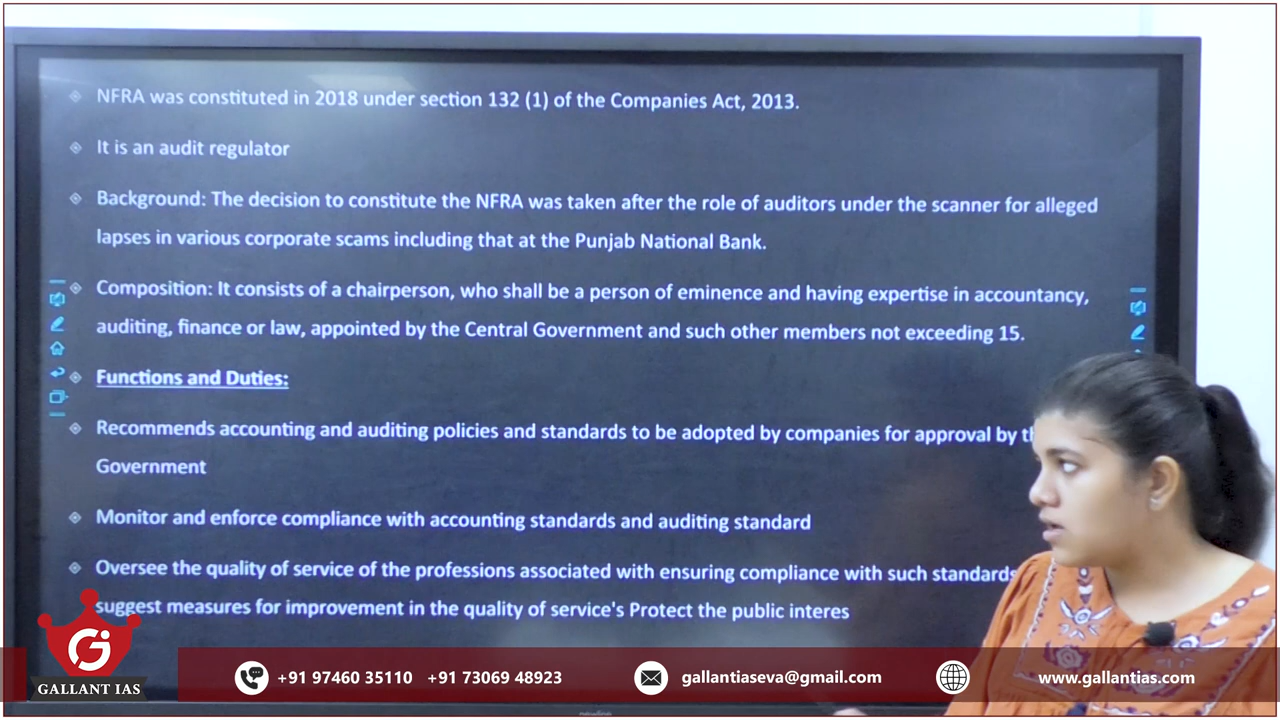 NFRA was constituted in 2018 under section 132 (1) of the Companies Act, 2013.
It is an audit regulator
Background: The decision to constitute the NFRA was taken after the role of auditors under the scanner for alleged
lapses in various corporate scams including that at the Punjab National Bank.
Composition: It consists of a chairperson, who shall be a person of eminence and having expertise in accountancy,
auditing, finance or law, appointed by the Central Government and such other members not exceeding 15.
Functions and Duties:
Recommends accounting and auditing policies and standards to be adopted by companies for approval by
Government
Monitor and enforce compliance with accounting standards and auditing standard
Oversee the quality of service of the professions associated with ensuring compliance with such standards
suggest measures for improvement in the quality of service's Protect the public interes
GALLANT IAS
+91 97460 35110 +91 73069 48923
gallantiaseva@gmail.com
www.gallantias.com